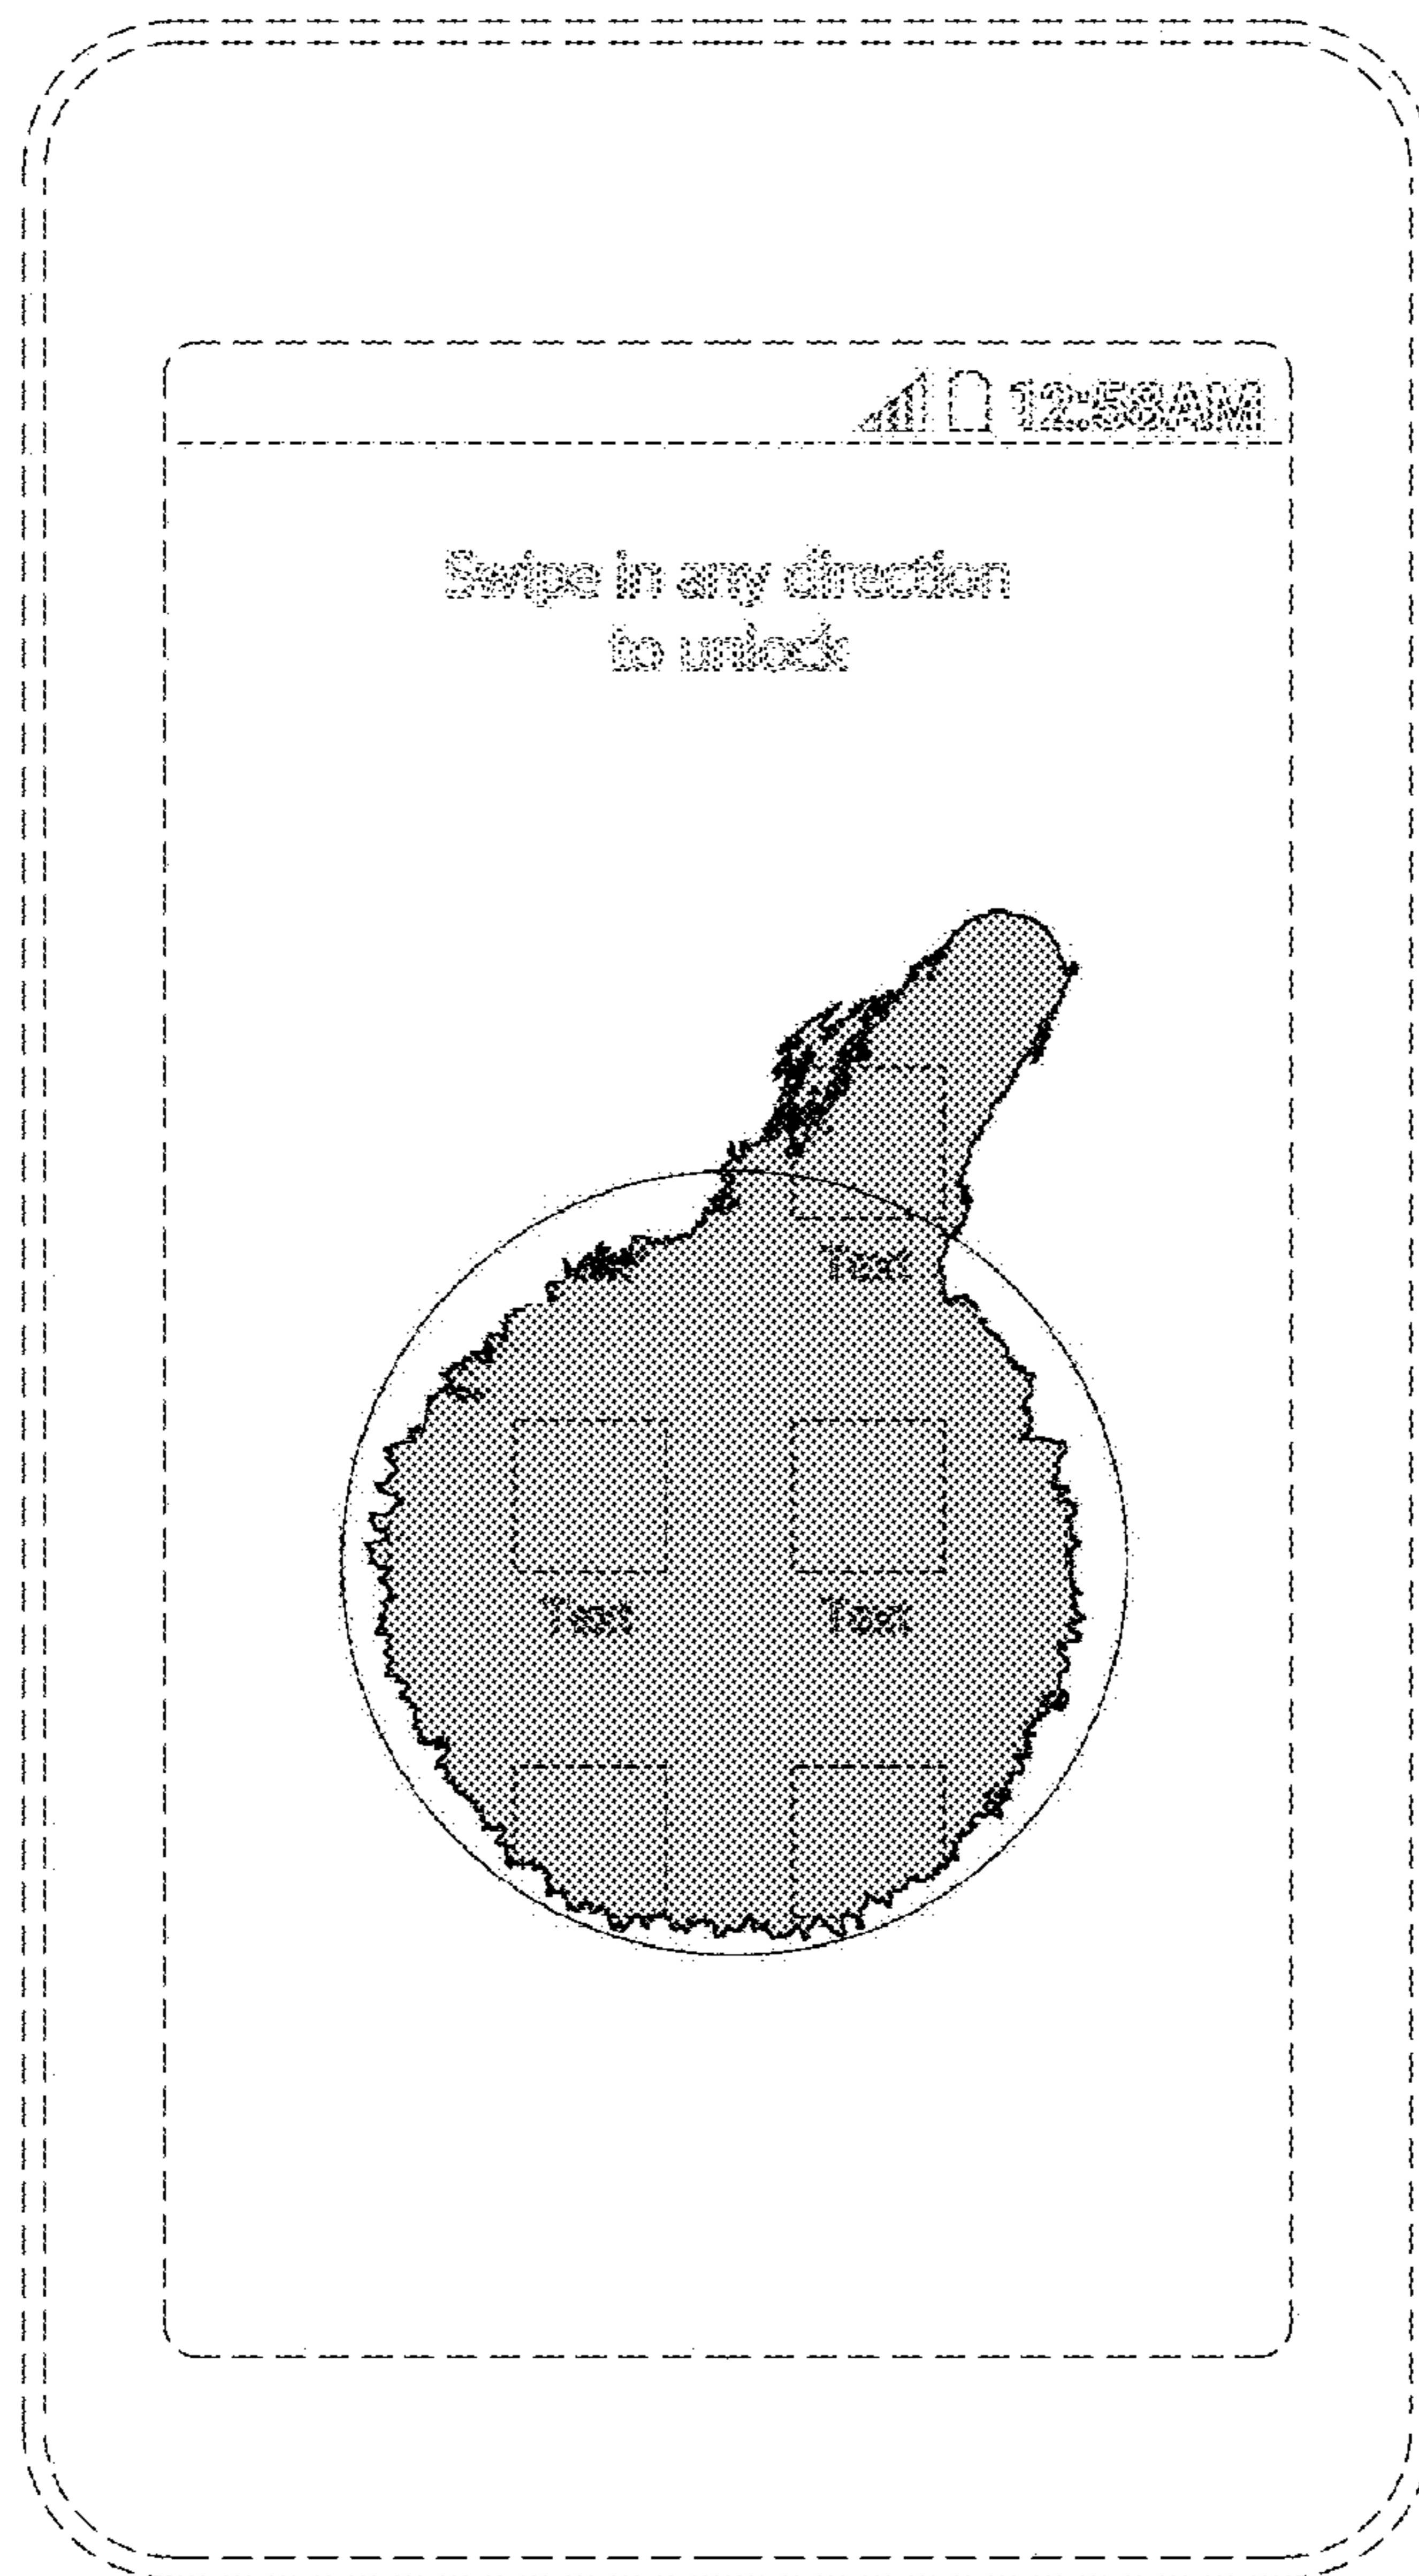 12:58AM
Swipe in any direction
to unlock
Text
Text Text